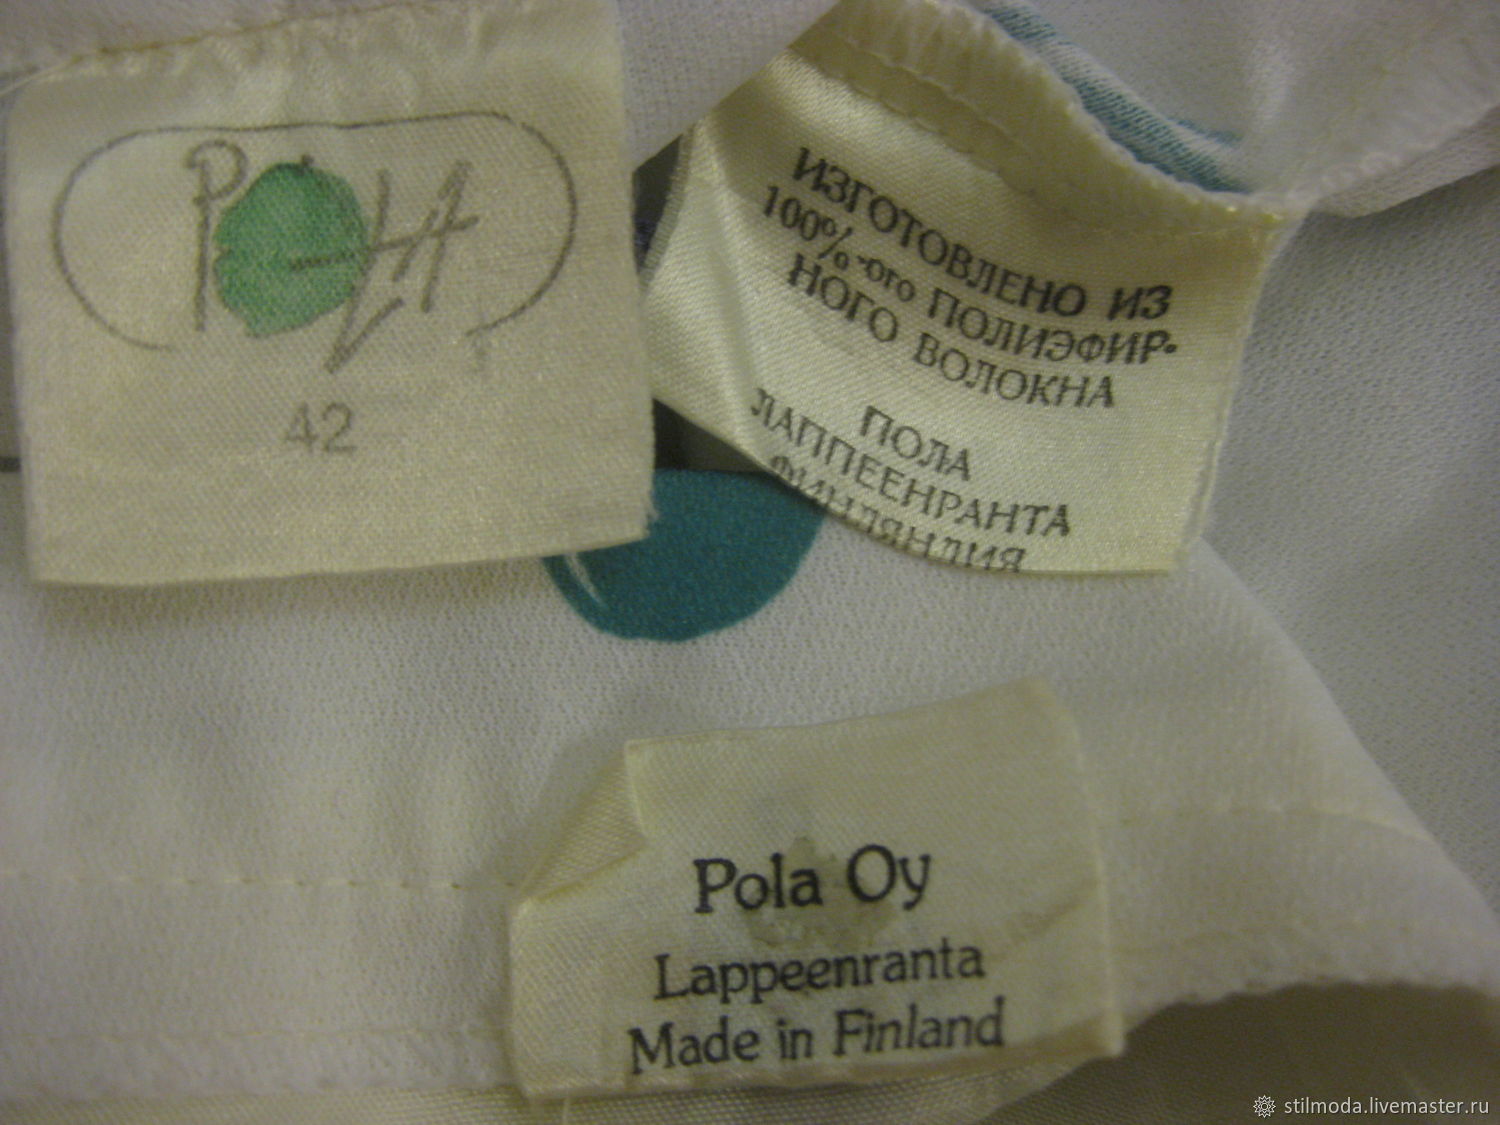 POLA
42
ИЗГОТОВЛЕНО ИЗ
100%-ого ПОЛИЭФИР-
НОГО ВОЛОКНА
ПОЛА
ЛАППЕЕНРАНТА
ФИНЛЯНДИЯ
Pola Oy
Lappeenranta
Made in Finland
stilmoda.livemaster.ru